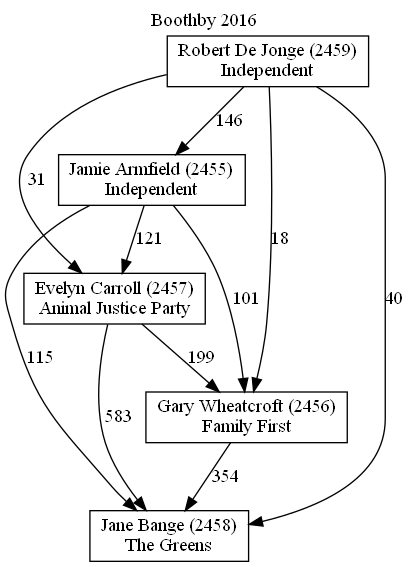 Boothby 2016
Robert De Jonge (2459)
Independent
146
Jamie Armfield (2455)
Independent
31
18
121
40
Evelyn Carroll (2457)
Animal Justice Party
101
115
199
583
Gary Wheatcroft (2456)
Family First
354
Jane Bange (2458)
The Greens